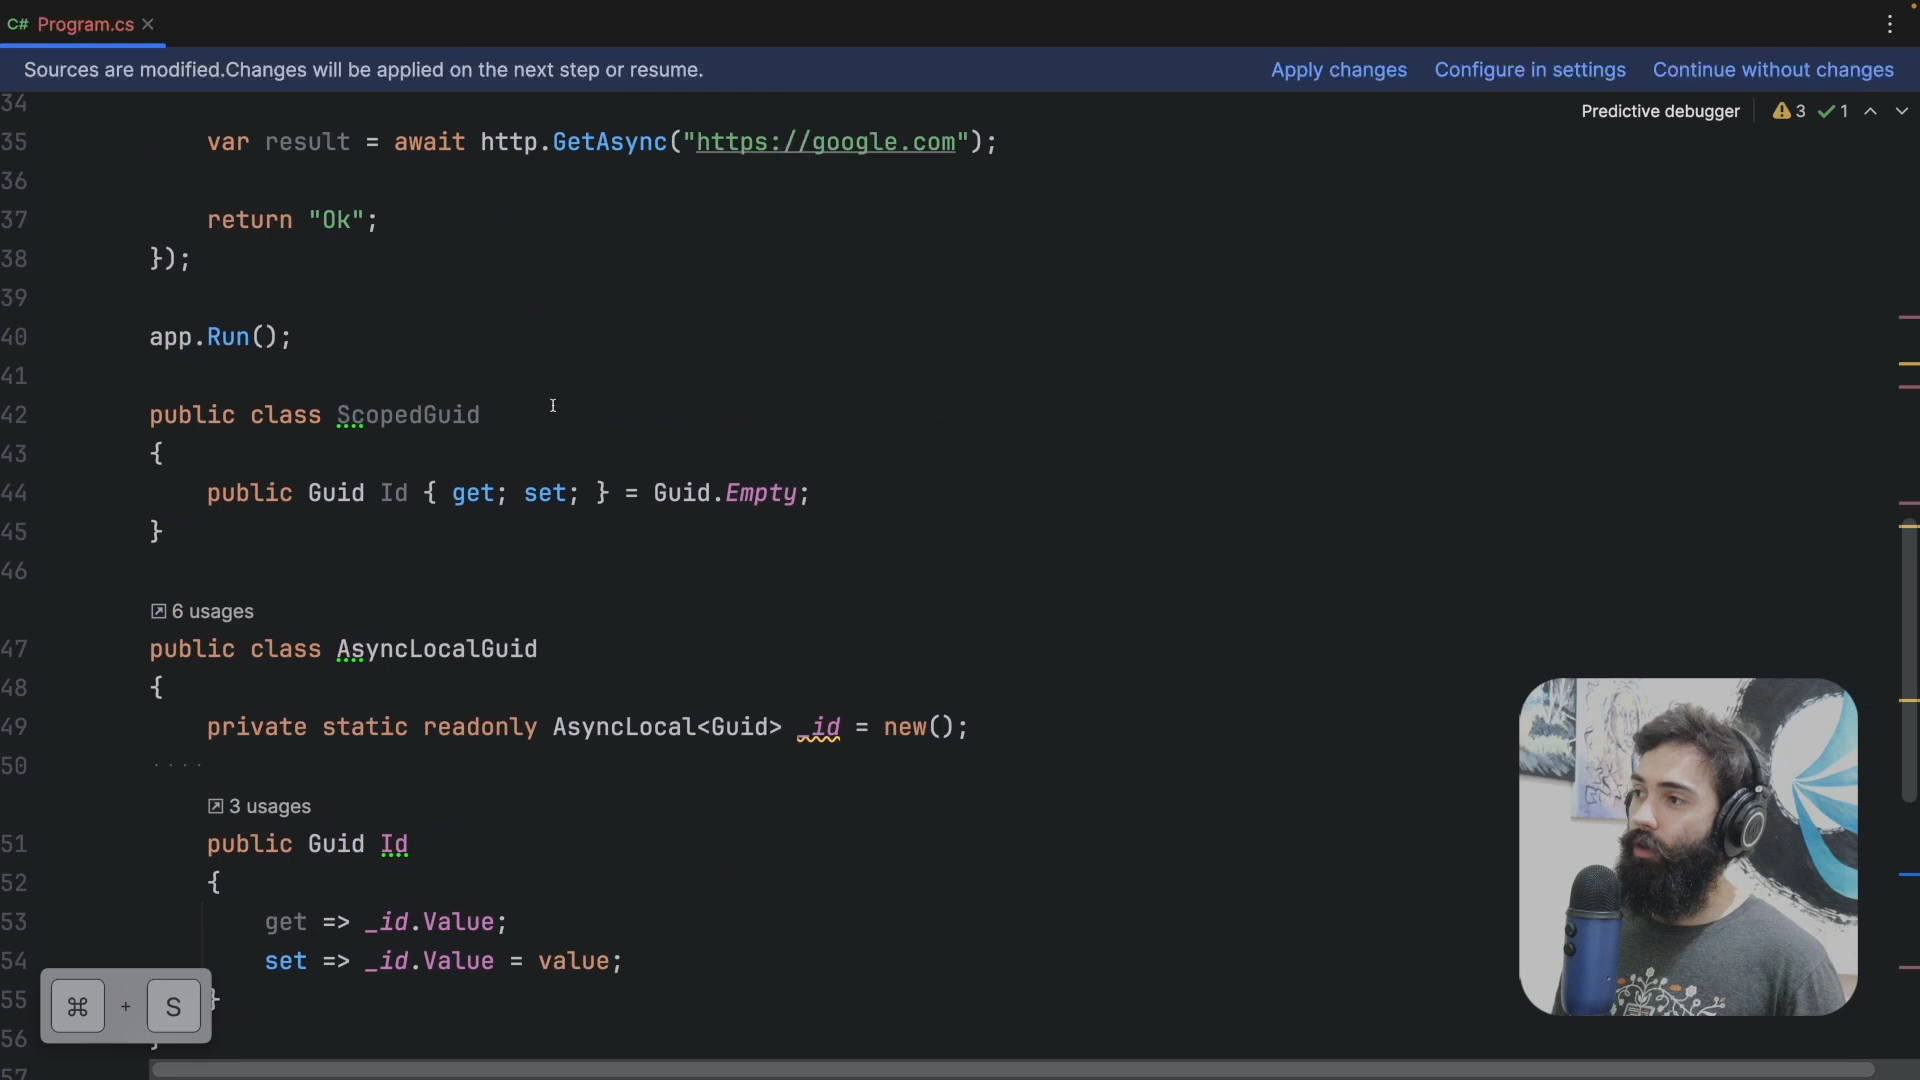 C# Program.cs
Sources are modified.Changes will be applied on the next step or resume. Apply changes Configure in settings Continue without changes
34 Predictive debugger 3 1
35 var result = await http.GetAsync("https://google.com");
36
37 return "Ok";
38 });
39
40 app.Run();
41
42 public class ScopedGuid
43 {
44 public Guid Id { get; set; } = Guid.Empty;
45 }
46
6 usages
47 public class AsyncLocalGuid
48 {
49 private static readonly AsyncLocal<Guid> _id = new();
50
3 usages
51 public Guid Id
52 {
53 get => _id.Value;
54 set => _id.Value = value;
55 }
56 }
57
⌘ + S